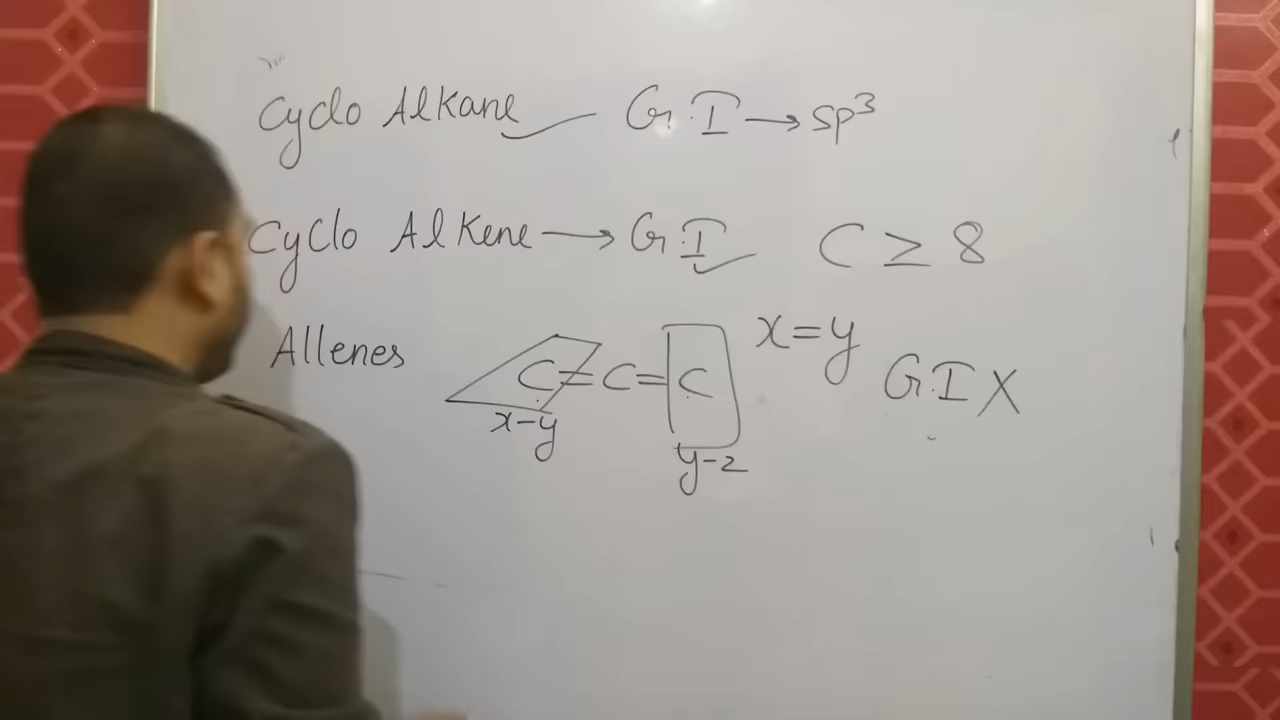 Cyclo Alkane G.I → sp³
Cyclo Alkene → G.I C ≥ 8
Allenes C=C=C x=y G.I X
x-y y-z